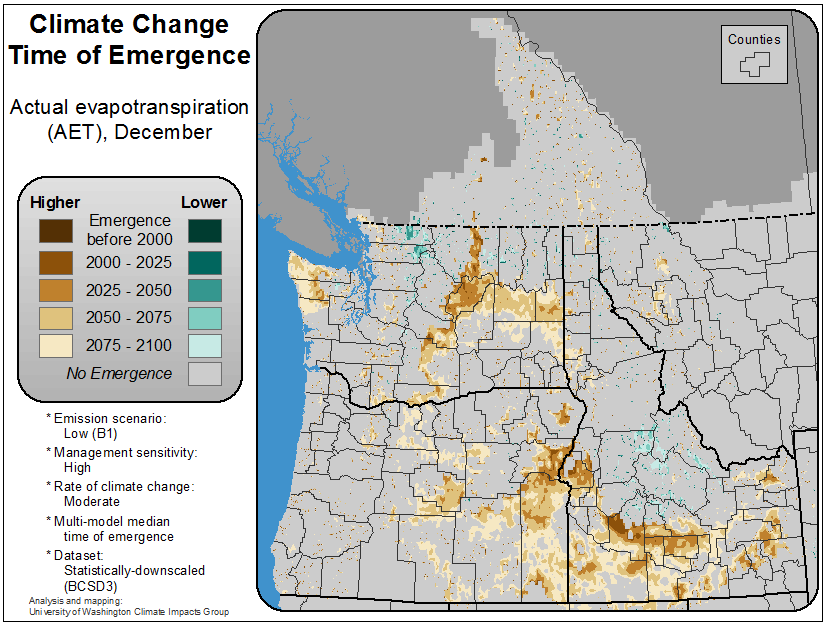 Climate Change
Time of Emergence
Actual evapotranspiration
(AET), December
Higher
Lower
Emergence
before 2000
2000 - 2025
2025 - 2050
2050 - 2075
2075 - 2100
No Emergence
* Emission scenario:
Low (B1)
* Management sensitivity:
High
* Rate of climate change:
Moderate
* Multi-model median
time of emergence
* Dataset:
Statistically-downscaled
(BCSD3)
Analysis and mapping:
University of Washington Climate Impacts Group
Counties